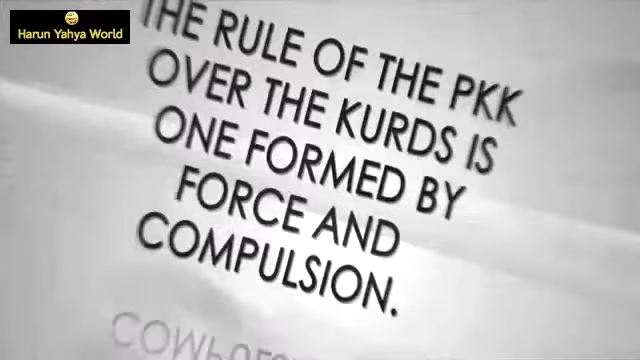 Harun Yahya World
THE RULE OF THE PKK
OVER THE KURDS IS
ONE FORMED BY
FORCE AND
COMPULSION.